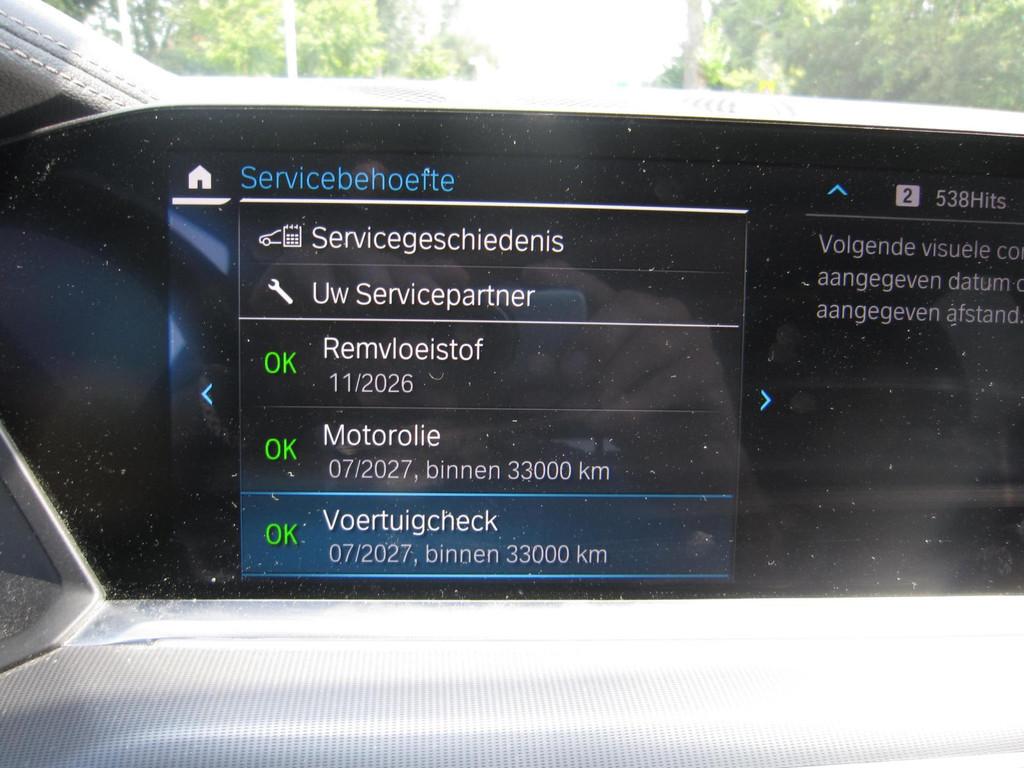 Servicebehoefte
Servicegeschiedenis
Uw Servicepartner
OK Remvloeistof
11/2026
OK Motorolie
07/2027, binnen 33000 km
OK Voertuigcheck
07/2027, binnen 33000 km
2 538Hits
Volgende visuele
aangegeven datum
aangegeven afstand.